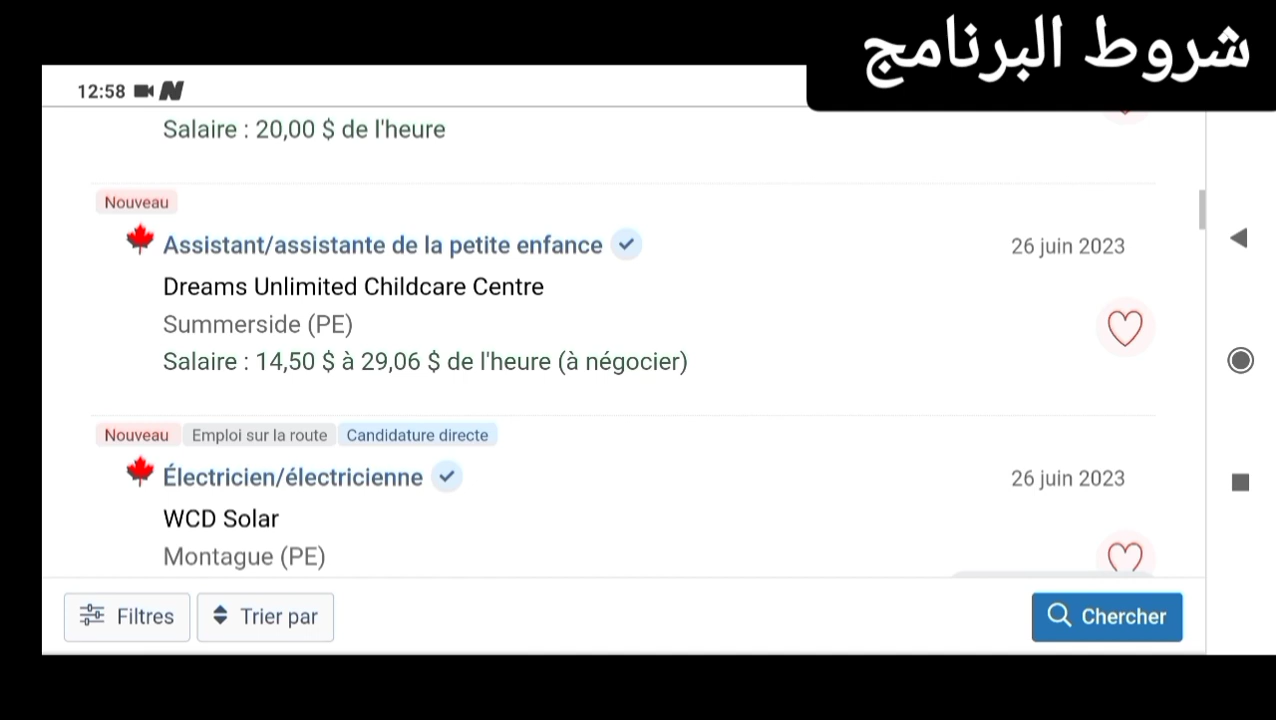 شروط البرنامج
12:58
Salaire : 20,00 $ de l'heure
Nouveau
Assistant/assistante de la petite enfance
26 juin 2023
Dreams Unlimited Childcare Centre
Summerside (PE)
Salaire : 14,50 $ à 29,06 $ de l'heure (à négocier)
Nouveau Emploi sur la route Candidature directe
Électricien/électricienne
26 juin 2023
WCD Solar
Montague (PE)
Filtres Trier par Chercher